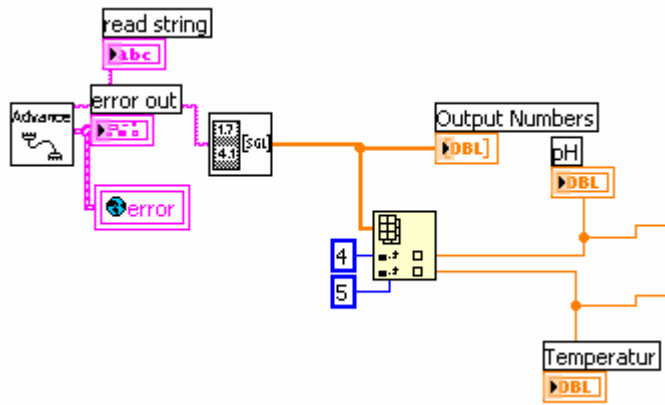 read string
abc
error out
Advance
error
1.7
4.1
[SGL]
Output Numbers
DBL]
pH
DBL
4
5
Temperatur
DBL